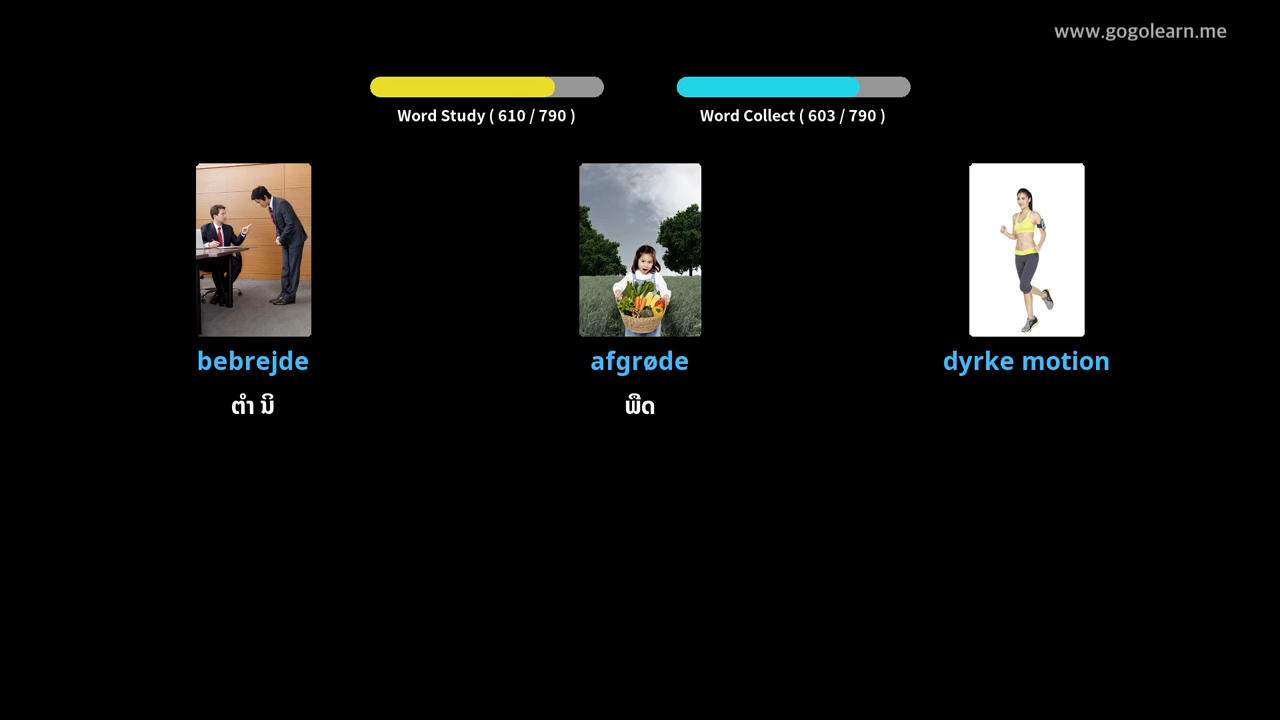 www.gogolearn.me
Word Study ( 610 / 790 )
Word Collect ( 603 / 790 )
bebrejde
afgrøde
dyrke motion
ຕໍາ ນິ
ພືດ